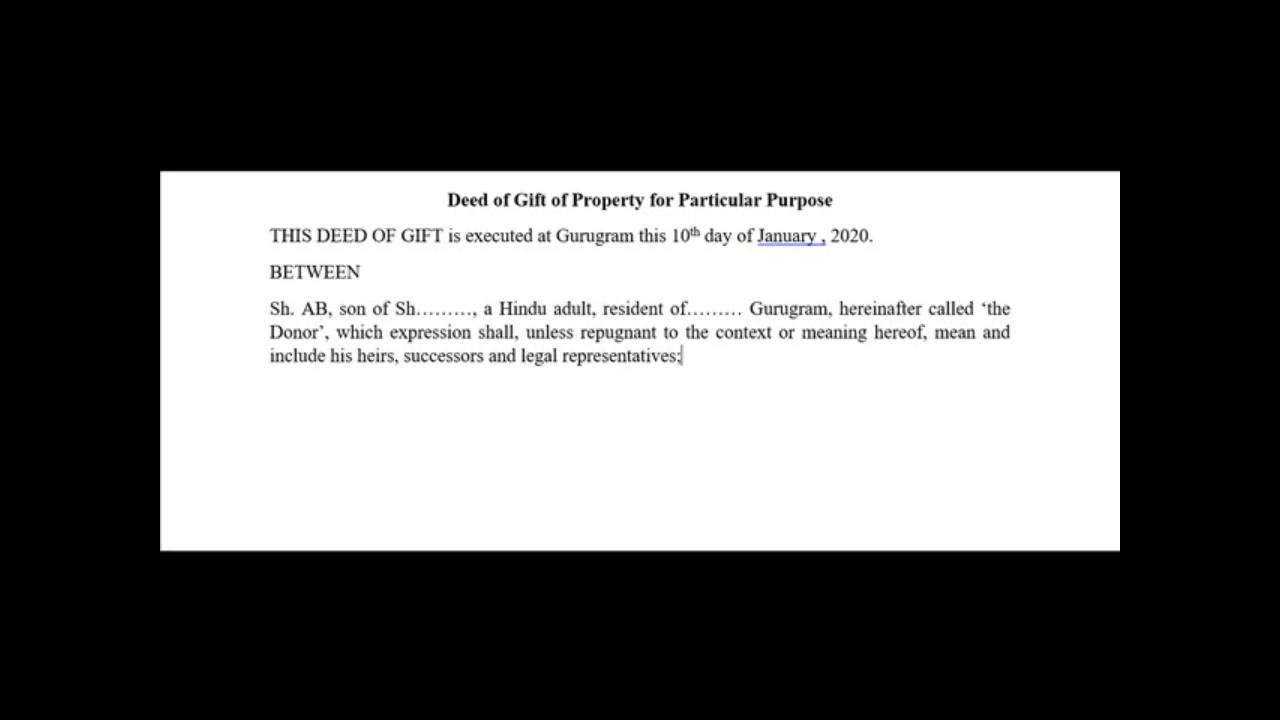 Deed of Gift of Property for Particular Purpose
THIS DEED OF GIFT is executed at Gurugram this 10th day of January , 2020.
BETWEEN
Sh. AB, son of Sh………, a Hindu adult, resident of……… Gurugram, hereinafter called ‘the
Donor’, which expression shall, unless repugnant to the context or meaning hereof, mean and
include his heirs, successors and legal representatives;